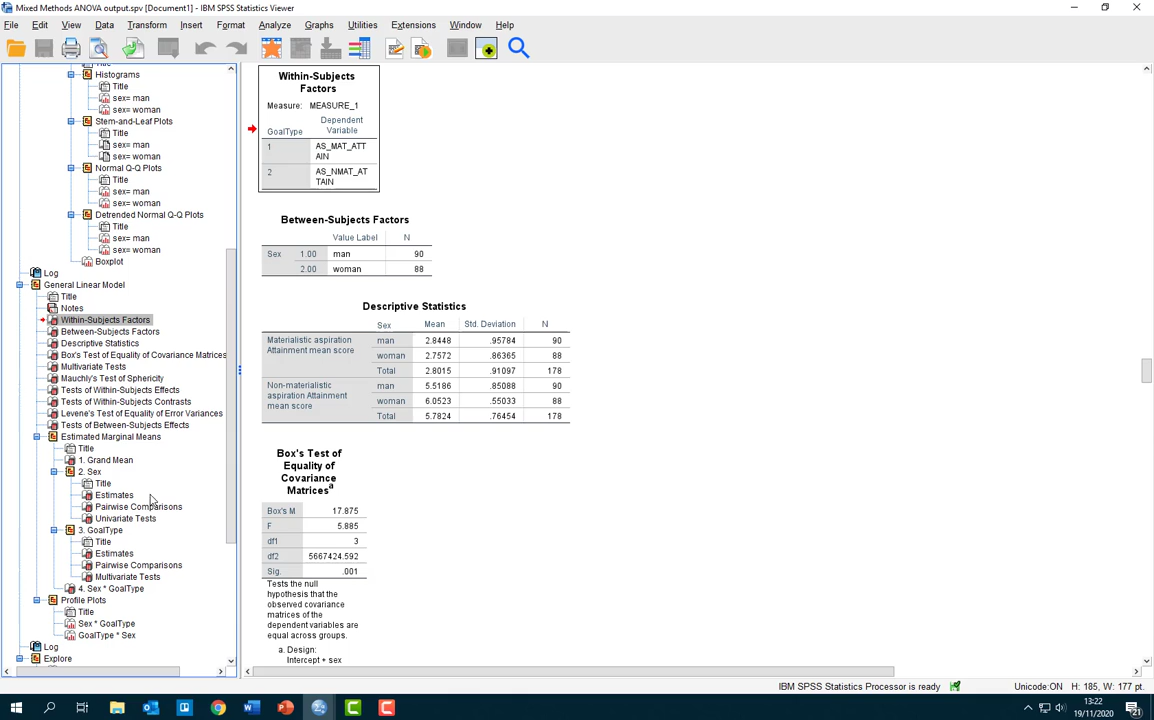 Mixed Methods ANOVA output.spv [Document1] - IBM SPSS Statistics Viewer
File Edit View Data Transform Insert Format Analyze Graphs Utilities Extensions Window Help
Histograms
Title
sex= man
sex= woman
Stem-and-Leaf Plots
Title
sex= man
sex= woman
Normal Q-Q Plots
Title
sex= man
sex= woman
Detrended Normal Q-Q Plots
Title
sex= man
sex= woman
Boxplot
Log
General Linear Model
Title
Notes
Within-Subjects Factors
Between-Subjects Factors
Descriptive Statistics
Box's Test of Equality of Covariance Matrices
Multivariate Tests
Mauchly's Test of Sphericity
Tests of Within-Subjects Effects
Tests of Within-Subjects Contrasts
Levene's Test of Equality of Error Variances
Tests of Between-Subjects Effects
Estimated Marginal Means
Title
1. Grand Mean
2. Sex
Title
Estimates
Pairwise Comparisons
Univariate Tests
3. GoalType
Title
Estimates
Pairwise Comparisons
Multivariate Tests
4. Sex * GoalType
Profile Plots
Title
Sex * GoalType
GoalType * Sex
Log
Explore
Within-Subjects
Factors
Measure: MEASURE_1
Dependent
GoalType Variable
1 AS_MAT_ATT
AIN
2 AS_NMAT_AT
TAIN
Between-Subjects Factors
Value Label N
Sex 1.00 man 90
2.00 woman 88
Descriptive Statistics
Sex Mean Std. Deviation N
Materialistic aspiration man 2.8448 .95784 90
Attainment mean score woman 2.7572 .86365 88
Total 2.8015 .91097 178
Non-materialistic man 5.5186 .85088 90
aspiration Attainment woman 6.0523 .55033 88
mean score Total 5.7824 .76454 178
Box's Test of
Equality of
Covariance
Matricesa
Box's M 17.875
F 5.885
df1 3
df2 5667424.592
Sig. .001
Tests the null
hypothesis that the
observed covariance
matrices of the
dependent variables are
equal across groups.
a. Design:
Intercept + sex
IBM SPSS Statistics Processor is ready Unicode:ON H: 185, W: 177 pt.
13:22
19/11/2020
21